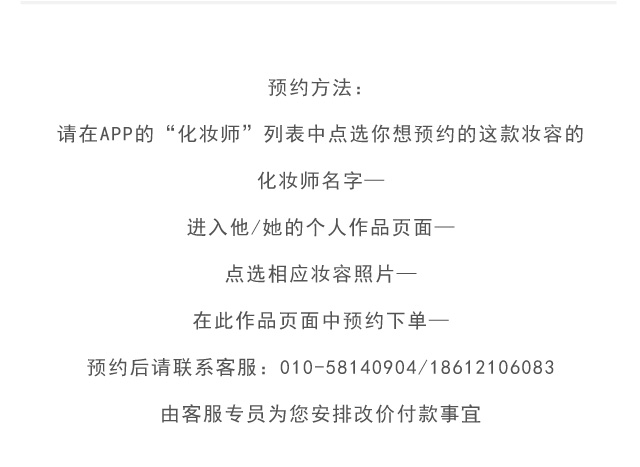 预约方法：
请在APP的“化妆师”列表中点选你想预约的这款妆容的
化妆师名字—
进入他/她的个人作品页面—
点选相应妆容照片—
在此作品页面中预约下单—
预约后请联系客服：010-58140904/18612106083
由客服专员为您安排改价付款事宜